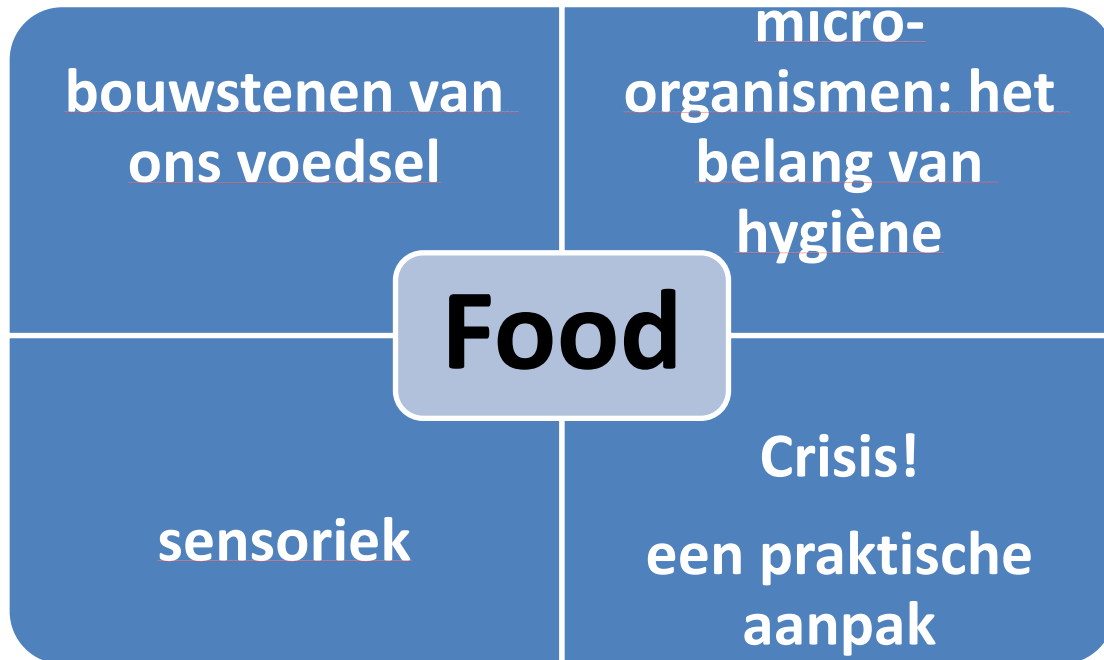 bouwstenen van
ons voedsel
micro-
organismen: het
belang van
hygiène
Food
sensoriek
Crisis!
een praktische
aanpak